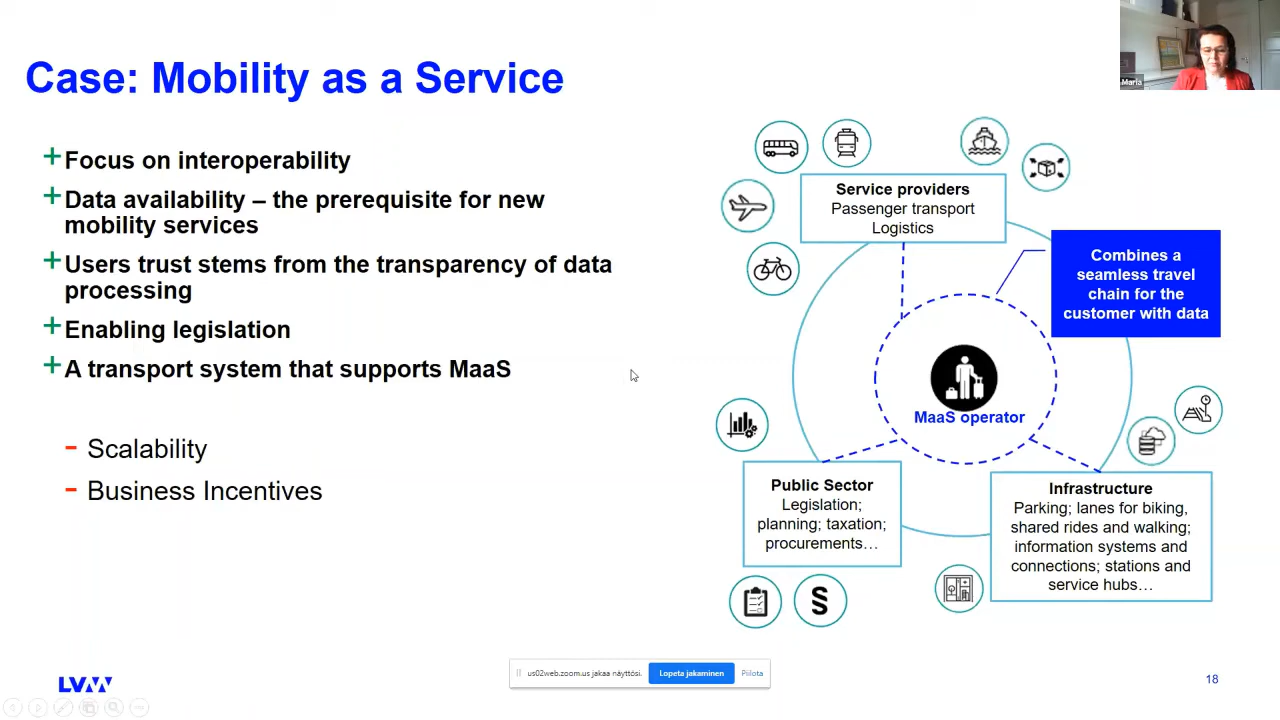 Case: Mobility as a Service
Maria
+ Focus on interoperability
+ Data availability – the prerequisite for new
mobility services
+ Users trust stems from the transparency of data
processing
+ Enabling legislation
+ A transport system that supports MaaS
- Scalability
- Business Incentives
Service providers
Passenger transport
Logistics
Combines a
seamless travel
chain for the
customer with data
MaaS operator
Public Sector
Legislation;
planning; taxation;
procurements…
§
Infrastructure
Parking; lanes for biking,
shared rides and walking;
information systems and
connections; stations and
service hubs…
LVM
us02web.zoom.us jakaa näyttösi.
Lopeta jakaminen
Piilota
18